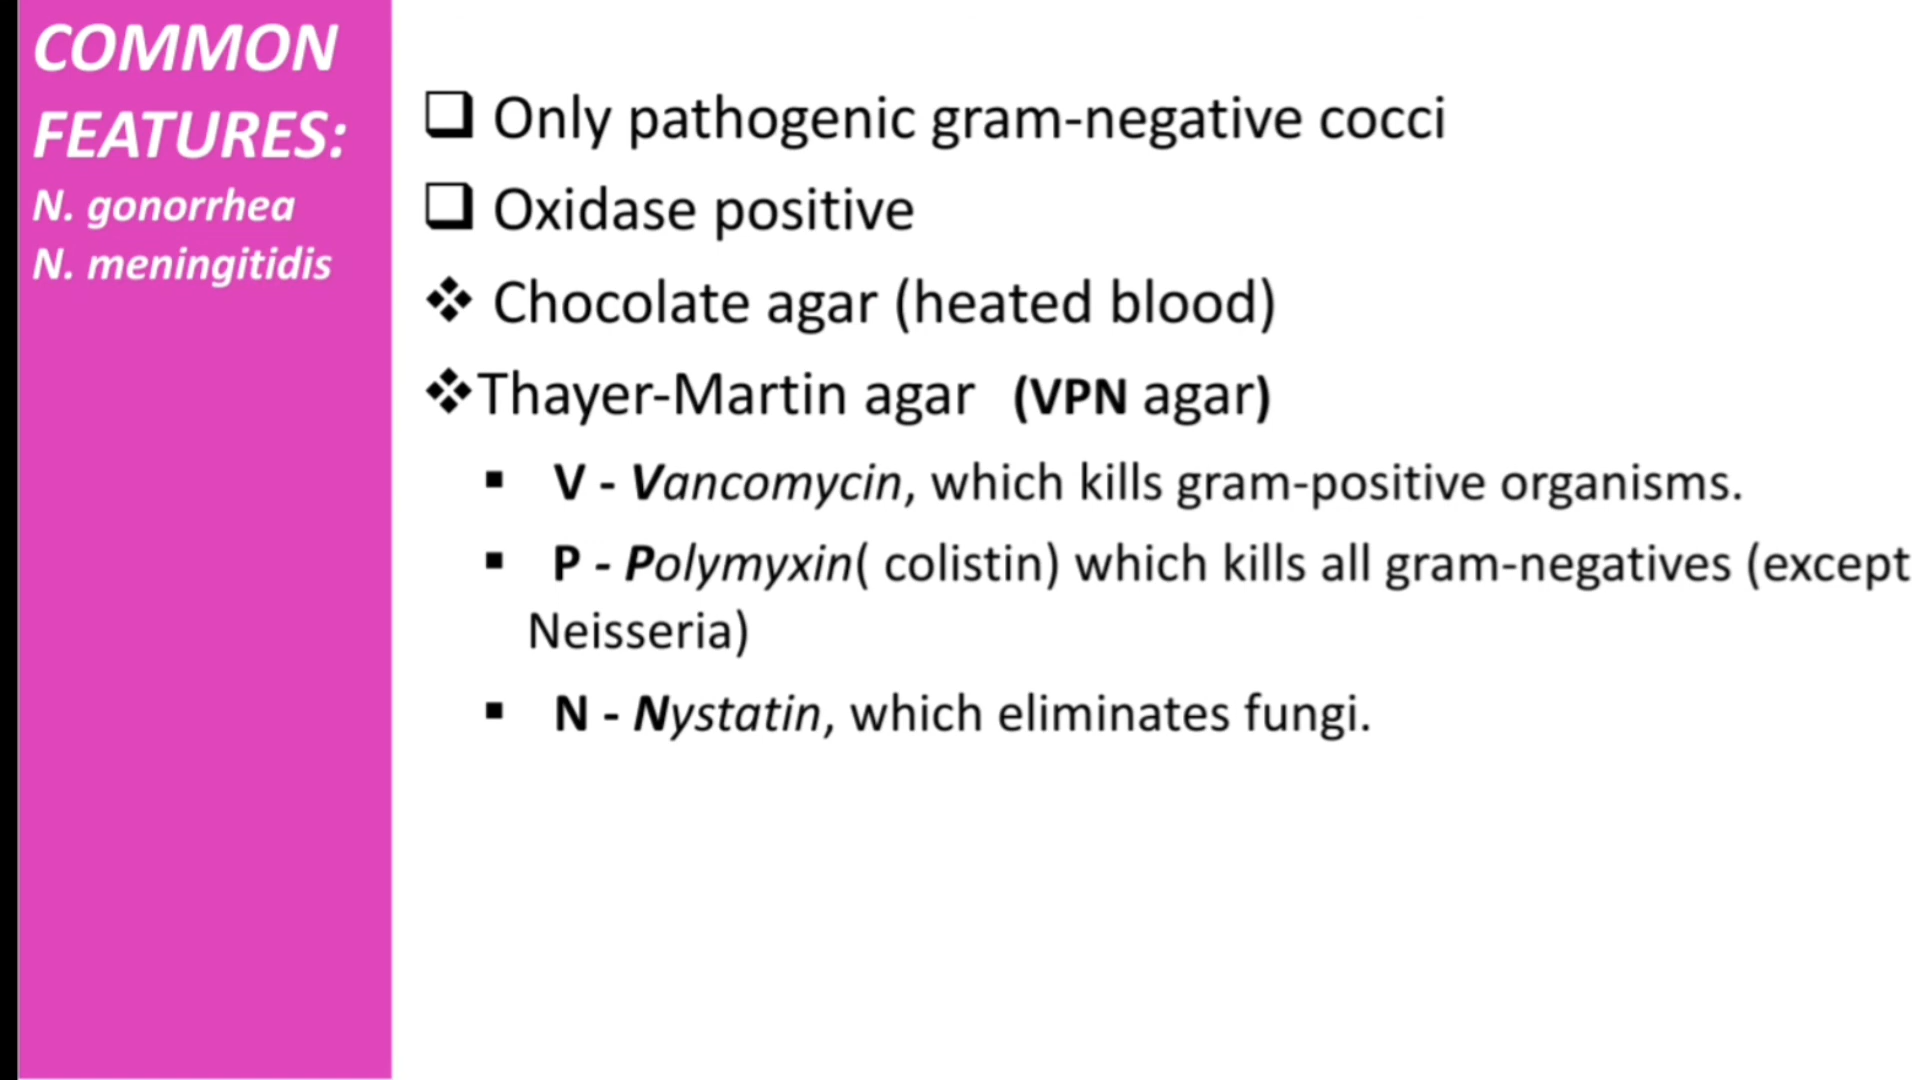 COMMON
FEATURES:
N. gonorrhea
N. meningitidis
Only pathogenic gram-negative cocci
Oxidase positive
Chocolate agar (heated blood)
Thayer-Martin agar (VPN agar)
V - Vancomycin, which kills gram-positive organisms.
P - Polymyxin( colistin) which kills all gram-negatives (except
Neisseria)
N - Nystatin, which eliminates fungi.